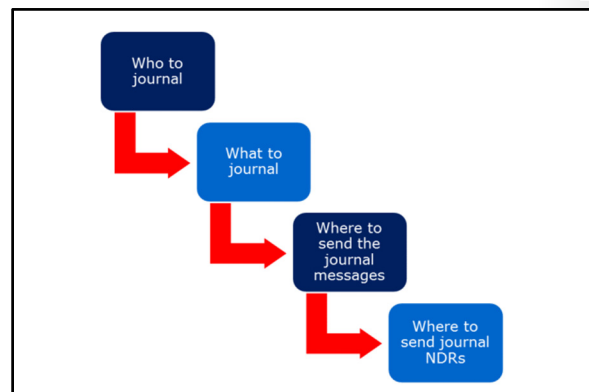 Who to
journal
What to
journal
Where to
send the
journal
messages
Where to
send journal
NDRs